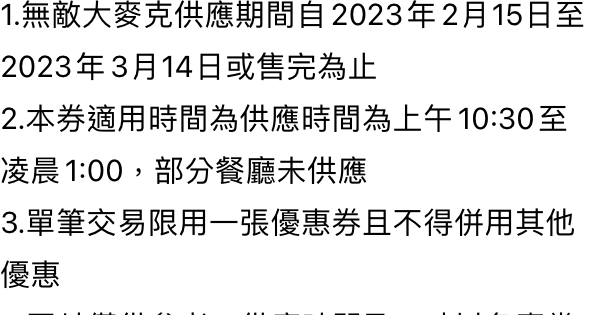 1.無敵大麥克供應期間自2023年2月15日至
2023年3月14日或售完為止
2.本券適用時間為供應時間為上午10:30至
凌晨1:00，部分餐廳未供應
3.單筆交易限用一張優惠券且不得併用其他
優惠